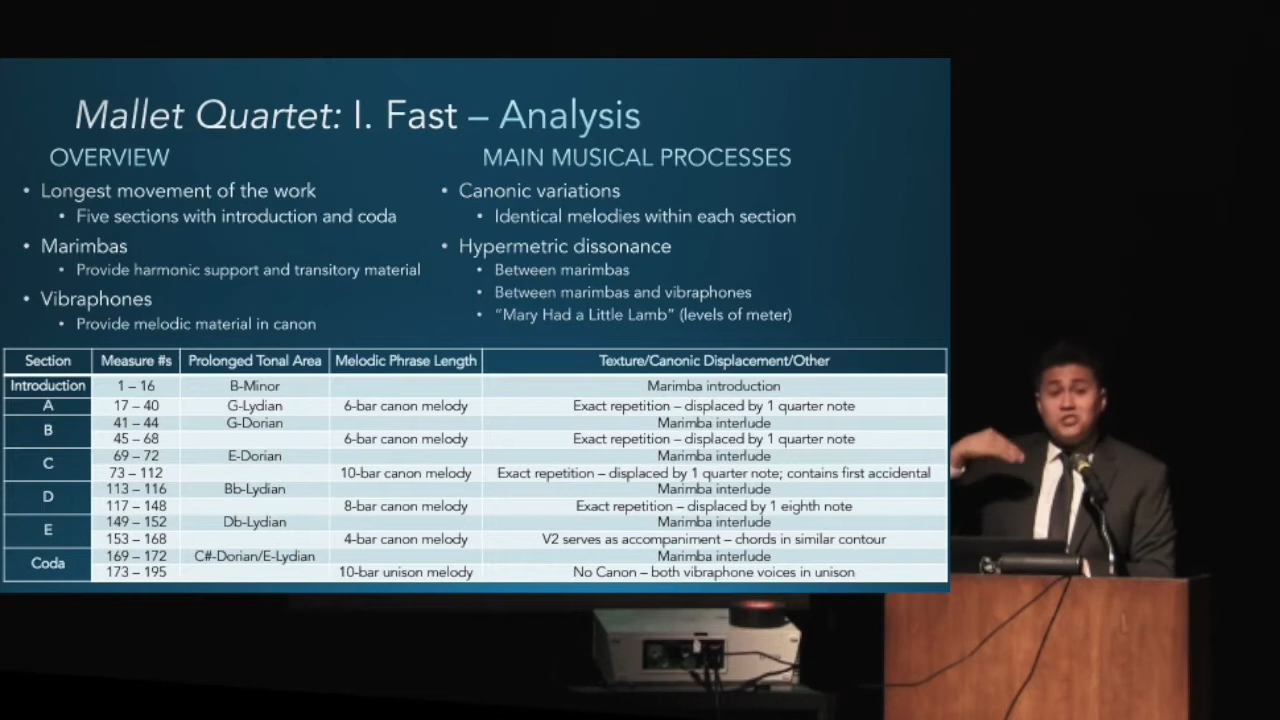 Mallet Quartet: I. Fast – Analysis
OVERVIEW
• Longest movement of the work
• Five sections with introduction and coda
• Marimbas
• Provide harmonic support and transitory material
• Vibraphones
• Provide melodic material in canon
MAIN MUSICAL PROCESSES
• Canonic variations
• Identical melodies within each section
• Hypermetric dissonance
• Between marimbas
• Between marimbas and vibraphones
• “Mary Had a Little Lamb” (levels of meter)
Section Measure #s Prolonged Tonal Area Melodic Phrase Length Texture/Canonic Displacement/Other
Introduction 1 – 16 B-Minor Marimba introduction
A 17 – 40 G-Lydian 6-bar canon melody Exact repetition – displaced by 1 quarter note
B 41 – 44 G-Dorian Marimba interlude
45 – 68 6-bar canon melody Exact repetition – displaced by 1 quarter note
C 69 – 72 E-Dorian Marimba interlude
73 – 112 10-bar canon melody Exact repetition – displaced by 1 quarter note; contains first accidental
D 113 – 116 Bb-Lydian Marimba interlude
117 – 148 8-bar canon melody Exact repetition – displaced by 1 eighth note
E 149 – 152 Db-Lydian Marimba interlude
153 – 168 4-bar canon melody V2 serves as accompaniment – chords in similar contour
Coda 169 – 172 C#-Dorian/E-Lydian Marimba interlude
173 – 195 10-bar unison melody No Canon – both vibraphone voices in unison